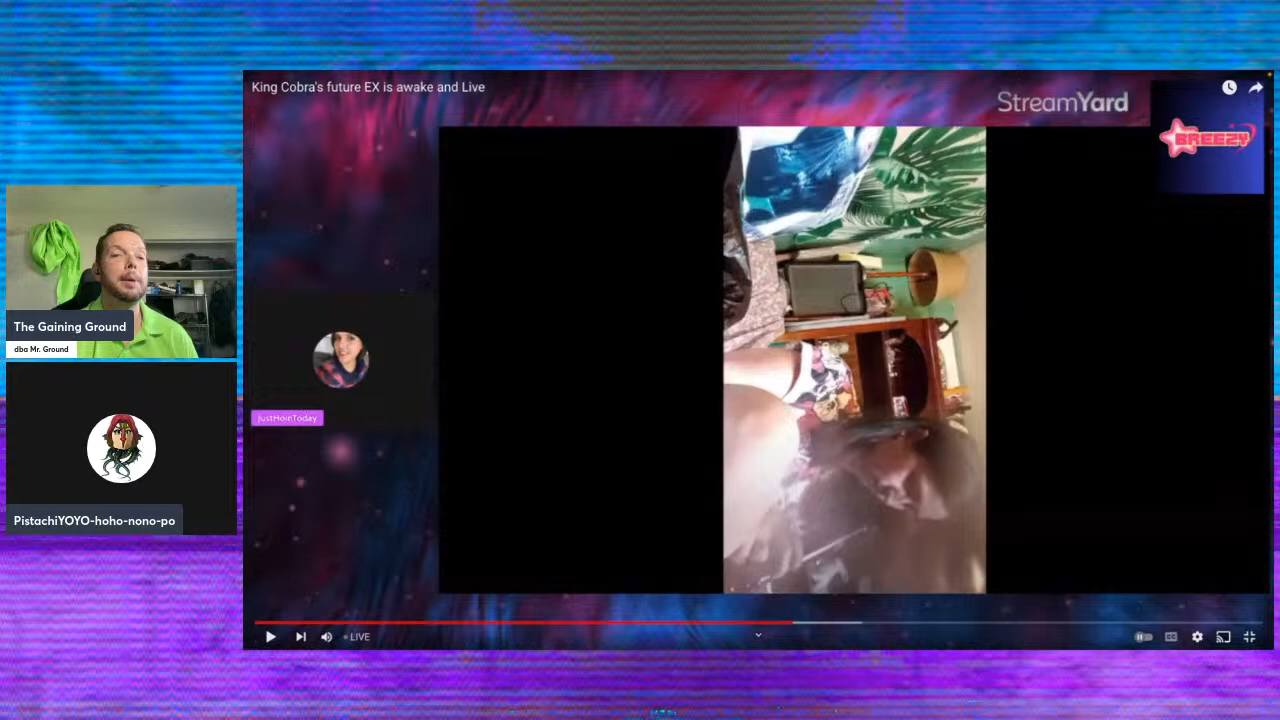 King Cobra's future EX is awake and Live
StreamYard
BREEZY
The Gaining Ground
dba Mr. Ground
JustMoinToday
PistachiYOYO-hoho-nono-po
LIVE